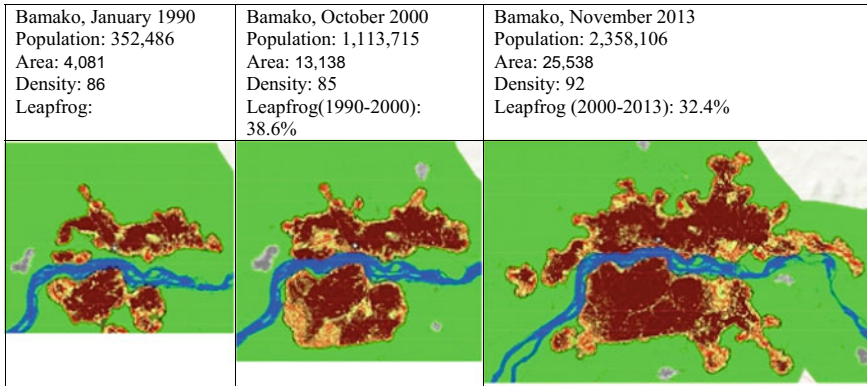 Bamako, January 1990
Population: 352,486
Area: 4,081
Density: 86
Leapfrog:
Bamako, October 2000
Population: 1,113,715
Area: 13,138
Density: 85
Leapfrog(1990-2000):
38.6%
Bamako, November 2013
Population: 2,358,106
Area: 25,538
Density: 92
Leapfrog (2000-2013): 32.4%